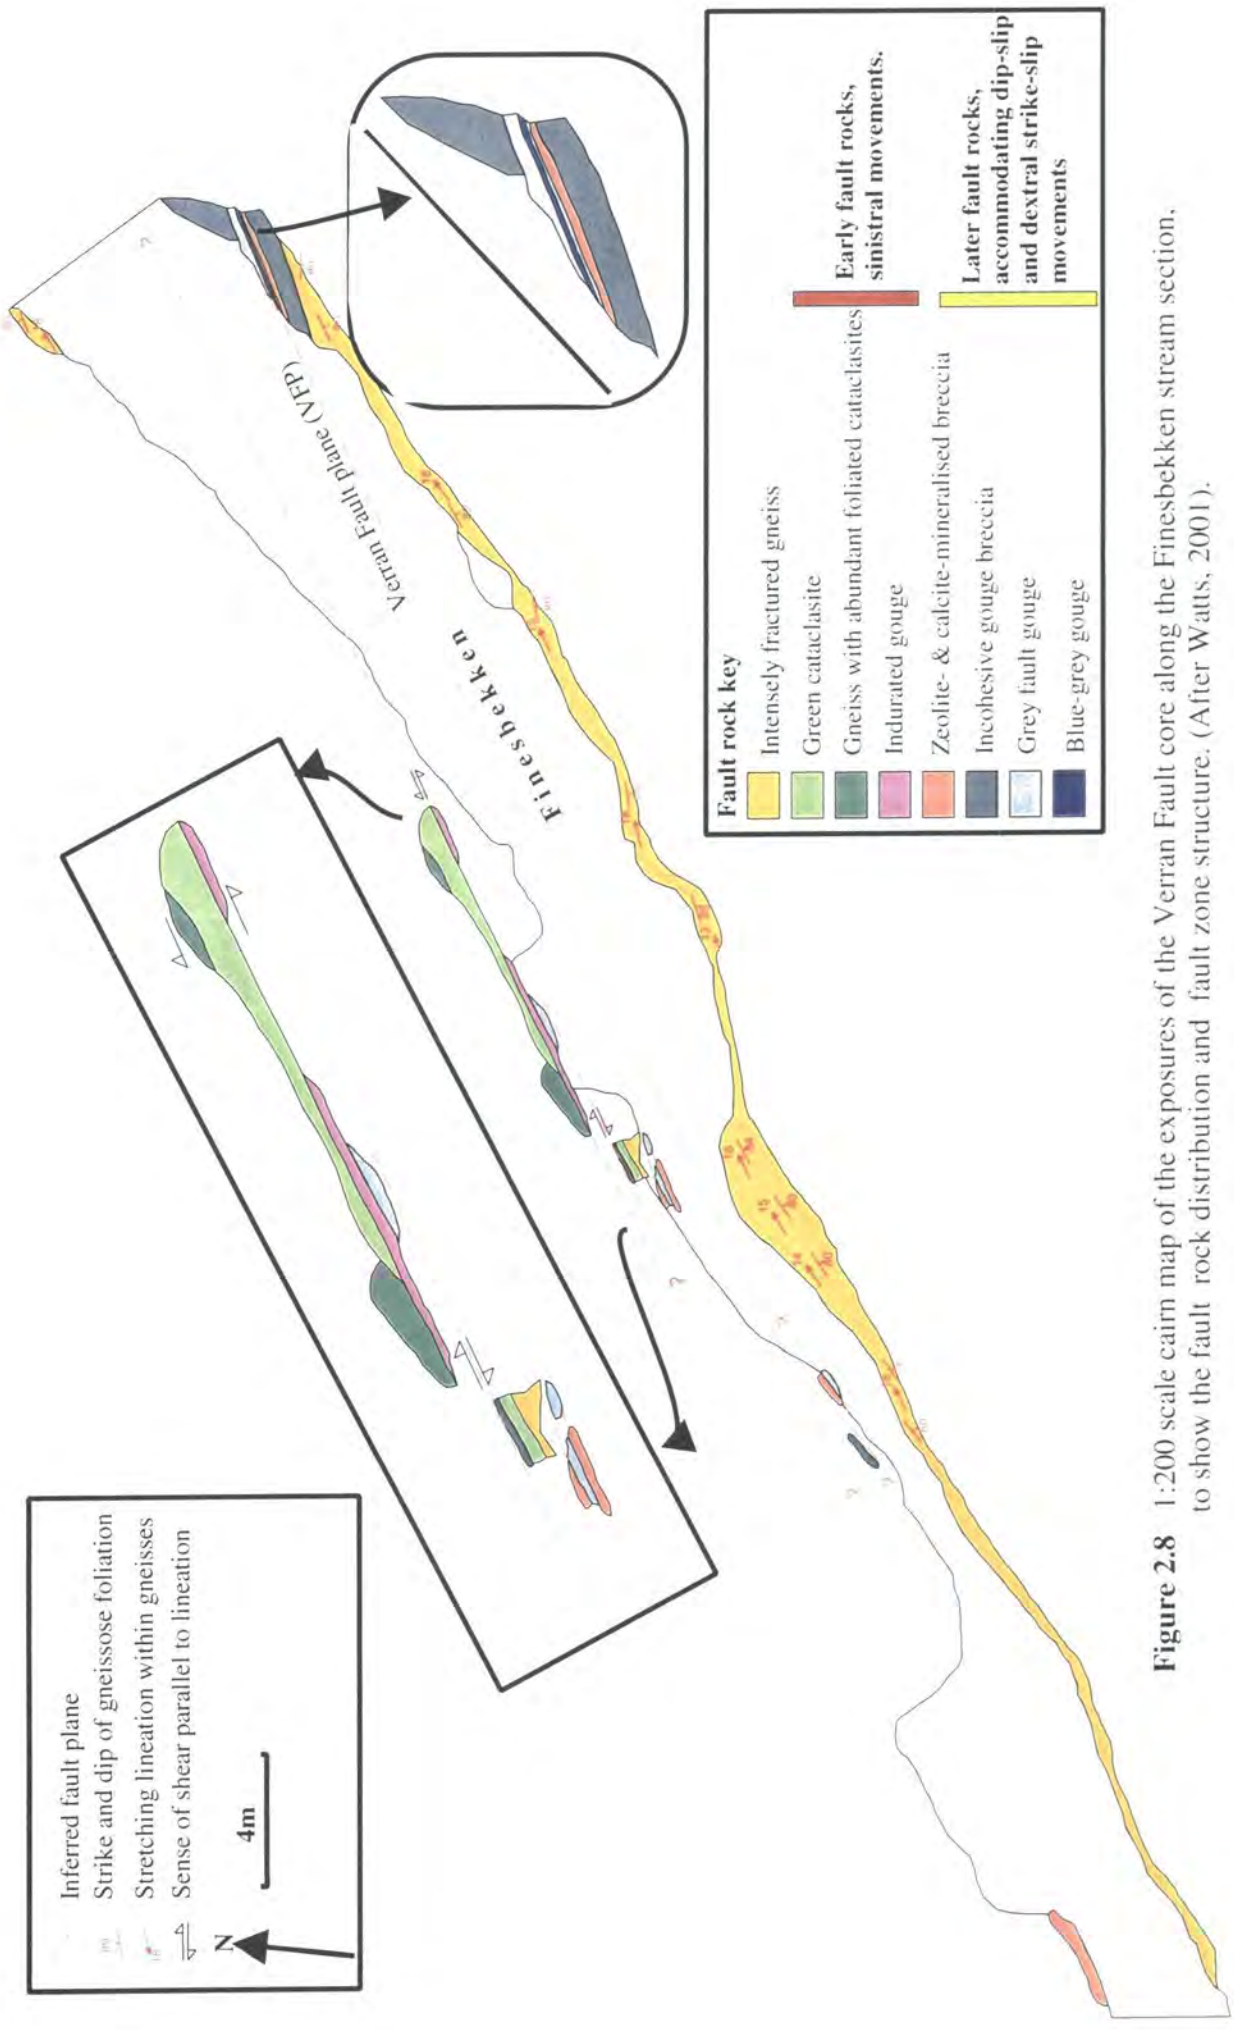 Inferred fault plane
Strike and dip of gneissose foliation
Stretching lineation within gneisses
Sense of shear parallel to lineation
N
4m
Verran Fault plane (VFP)
Finesbekken
Fault rock key
Intensely fractured gneiss
Green cataclasite
Gneiss with abundant foliated cataclasites
Indurated gouge
Zeolite- & calcite-mineralised breccia
Incohesive gouge breccia
Grey fault gouge
Blue-grey gouge
Early fault rocks,
sinistral movements.
Later fault rocks,
accommodating dip-slip
and dextral strike-slip
movements
Figure 2.8 1:200 scale cairn map of the exposures of the Verran Fault core along the Finesbekken stream section,
to show the fault rock distribution and fault zone structure. (After Watts, 2001).